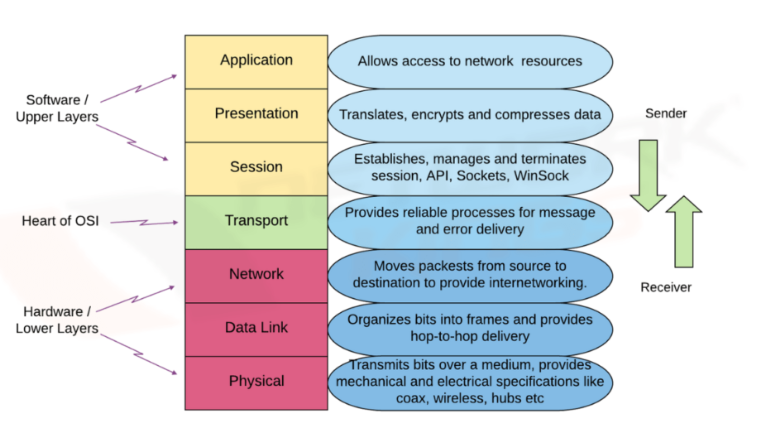 Application
Allows access to network resources
Software /
Upper Layers
Presentation
Translates, encrypts and compresses data
Sender
Session
Establishes, manages and terminates
session, API, Sockets, WinSock
Heart of OSI
Transport
Provides reliable processes for message
and error delivery
Network
Moves packests from source to
destination to provide internetworking.
Receiver
Hardware /
Lower Layers
Data Link
Organizes bits into frames and provides
hop-to-hop delivery
Physical
Transmits bits over a medium, provides
mechanical and electrical specifications like
coax, wireless, hubs etc